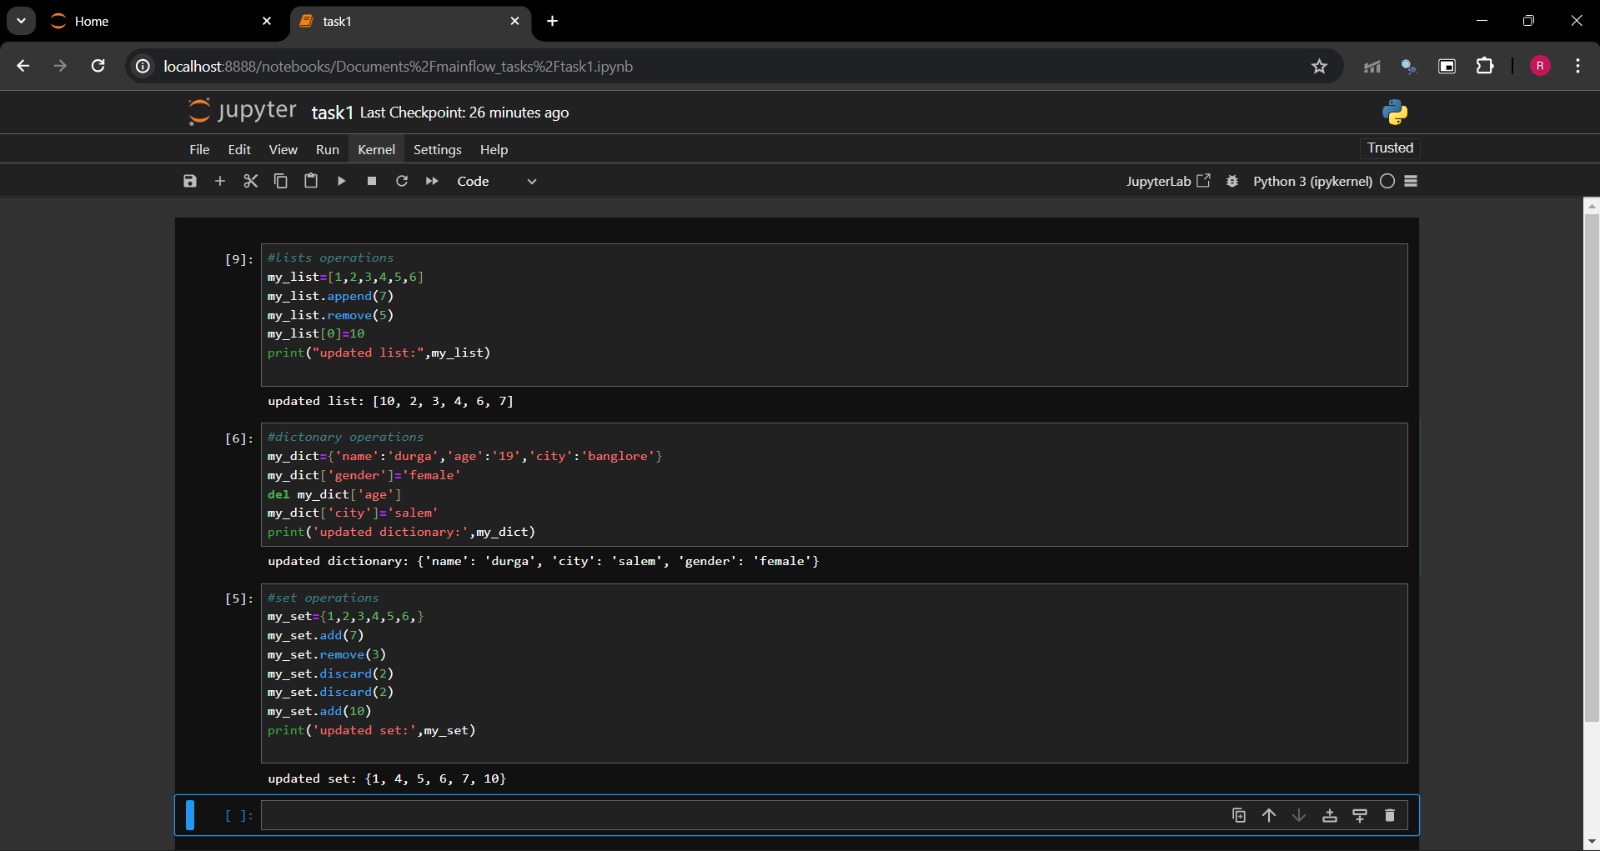 Home
task1
localhost:8888/notebooks/Documents%2Fmainflow_tasks%2Ftask1.ipynb
R
jupyter task1 Last Checkpoint: 26 minutes ago
File Edit View Run Kernel Settings Help
Trusted
Code
JupyterLab
Python 3 (ipykernel)
[9]:
#lists operations
my_list=[1,2,3,4,5,6]
my_list.append(7)
my_list.remove(5)
my_list[0]=10
print("updated list:",my_list)
updated list: [10, 2, 3, 4, 6, 7]
[6]:
#dictonary operations
my_dict={'name':'durga','age':'19','city':'banglore'}
my_dict['gender']='female'
del my_dict['age']
my_dict['city']='salem'
print('updated dictionary:',my_dict)
updated dictionary: {'name': 'durga', 'city': 'salem', 'gender': 'female'}
[5]:
#set operations
my_set={1,2,3,4,5,6,}
my_set.add(7)
my_set.remove(3)
my_set.discard(2)
my_set.discard(2)
my_set.add(10)
print('updated set:',my_set)
updated set: {1, 4, 5, 6, 7, 10}
[ ]: